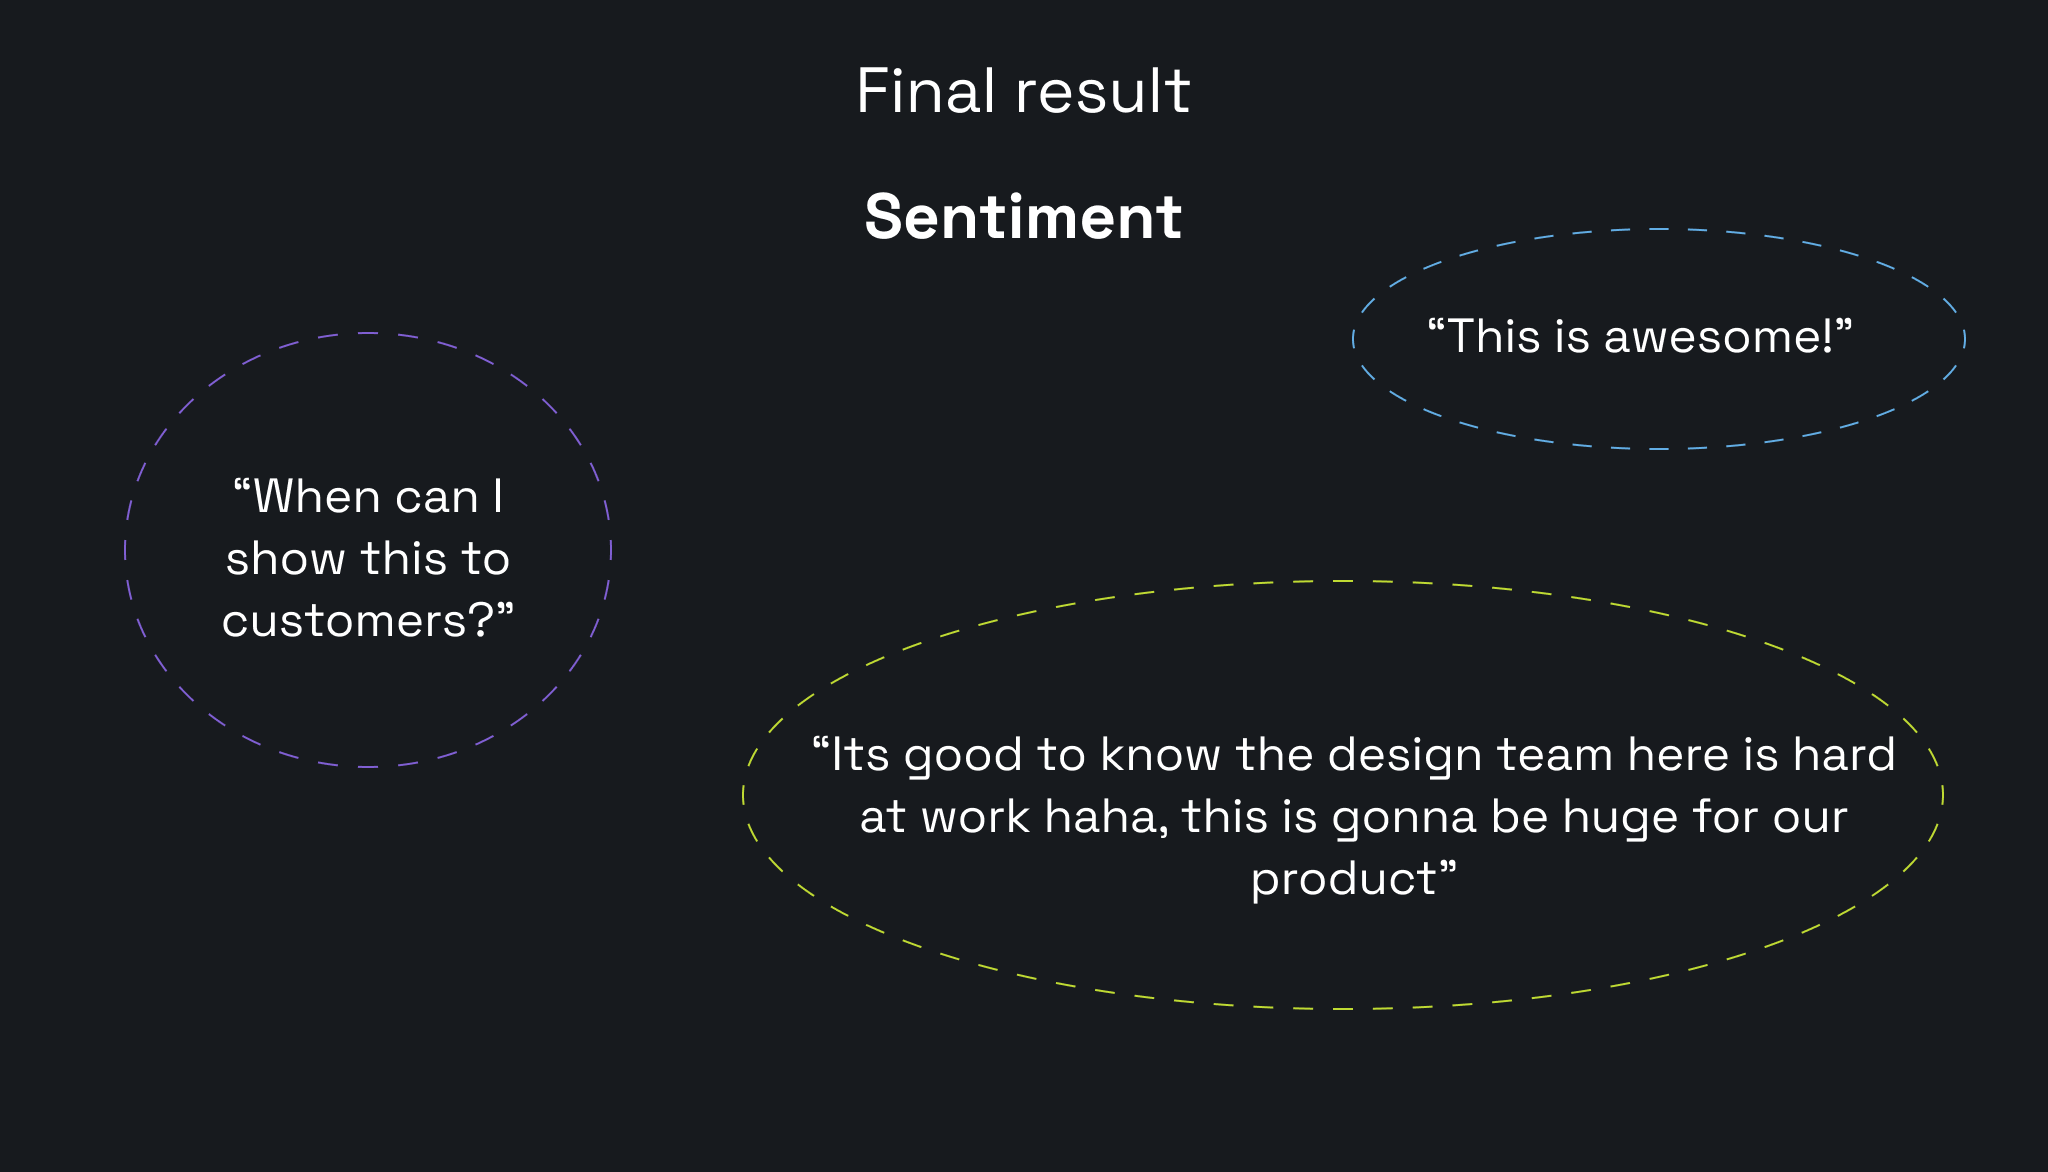 Final result
Sentiment
“This is awesome!”
“When can I
show this to
customers?”
“Its good to know the design team here is hard
at work haha, this is gonna be huge for our
product”